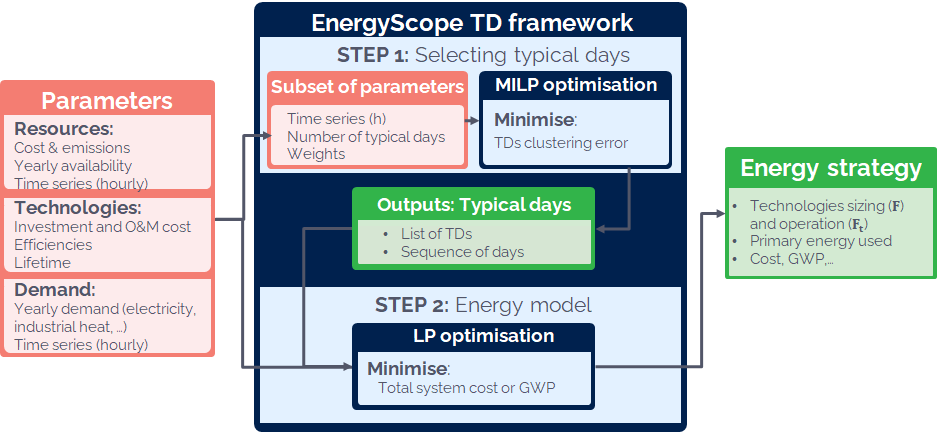 EnergyScope TD framework
STEP 1: Selecting typical days
Parameters
Resources:
Cost & emissions
Yearly availability
Time series (hourly)
Technologies:
Investment and O&M cost
Efficiencies
Lifetime
Demand:
Yearly demand (electricity,
industrial heat, ...)
Time series (hourly)
Subset of parameters
Time series (h)
Number of typical days
Weights
MILP optimisation
Minimise:
TDs clustering error
Outputs: Typical days
• List of TDs
• Sequence of days
STEP 2: Energy model
LP optimisation
Minimise:
Total system cost or GWP
Energy strategy
• Technologies sizing (F)
and operation (Fₜ)
• Primary energy used
• Cost, GWP,...